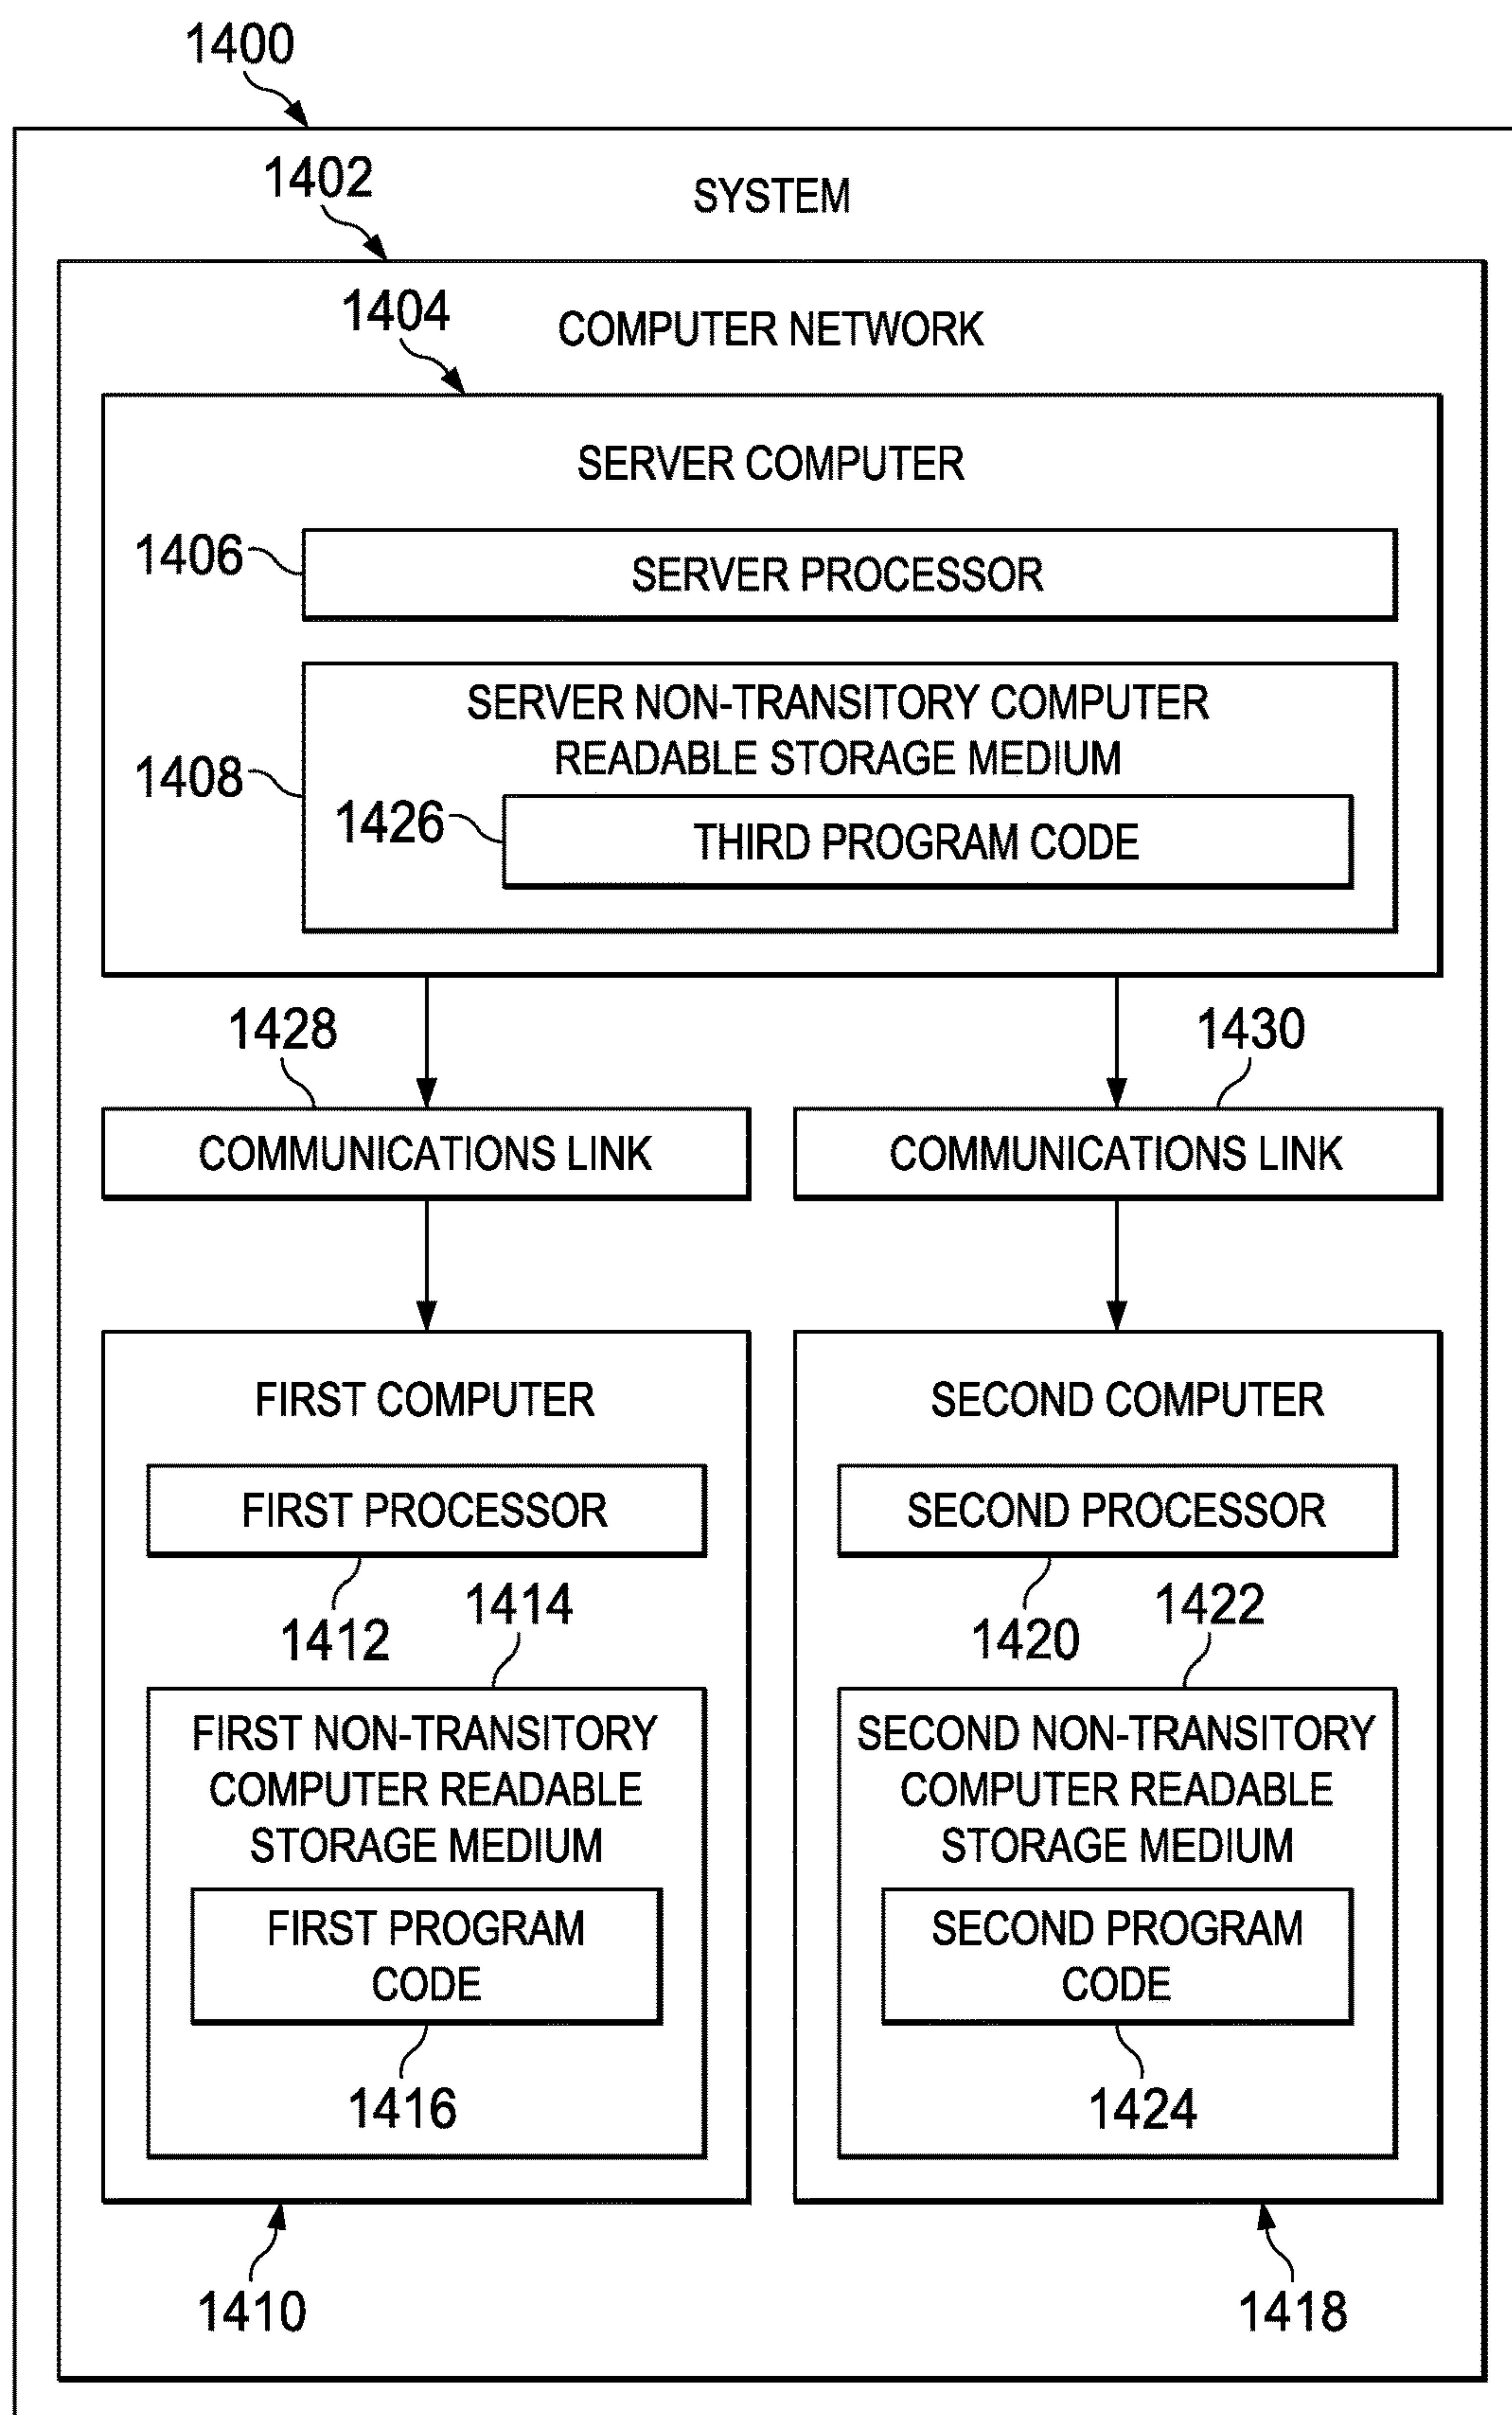 1400
1402
SYSTEM
1404
COMPUTER NETWORK
SERVER COMPUTER
1406
SERVER PROCESSOR
SERVER NON-TRANSITORY COMPUTER
READABLE STORAGE MEDIUM
1408
1426
THIRD PROGRAM CODE
1428
1430
COMMUNICATIONS LINK
COMMUNICATIONS LINK
FIRST COMPUTER
FIRST PROCESSOR
1412
1414
FIRST NON-TRANSITORY
COMPUTER READABLE
STORAGE MEDIUM
FIRST PROGRAM
CODE
1416
1410
SECOND COMPUTER
SECOND PROCESSOR
1420
1422
SECOND NON-TRANSITORY
COMPUTER READABLE
STORAGE MEDIUM
SECOND PROGRAM
CODE
1424
1418